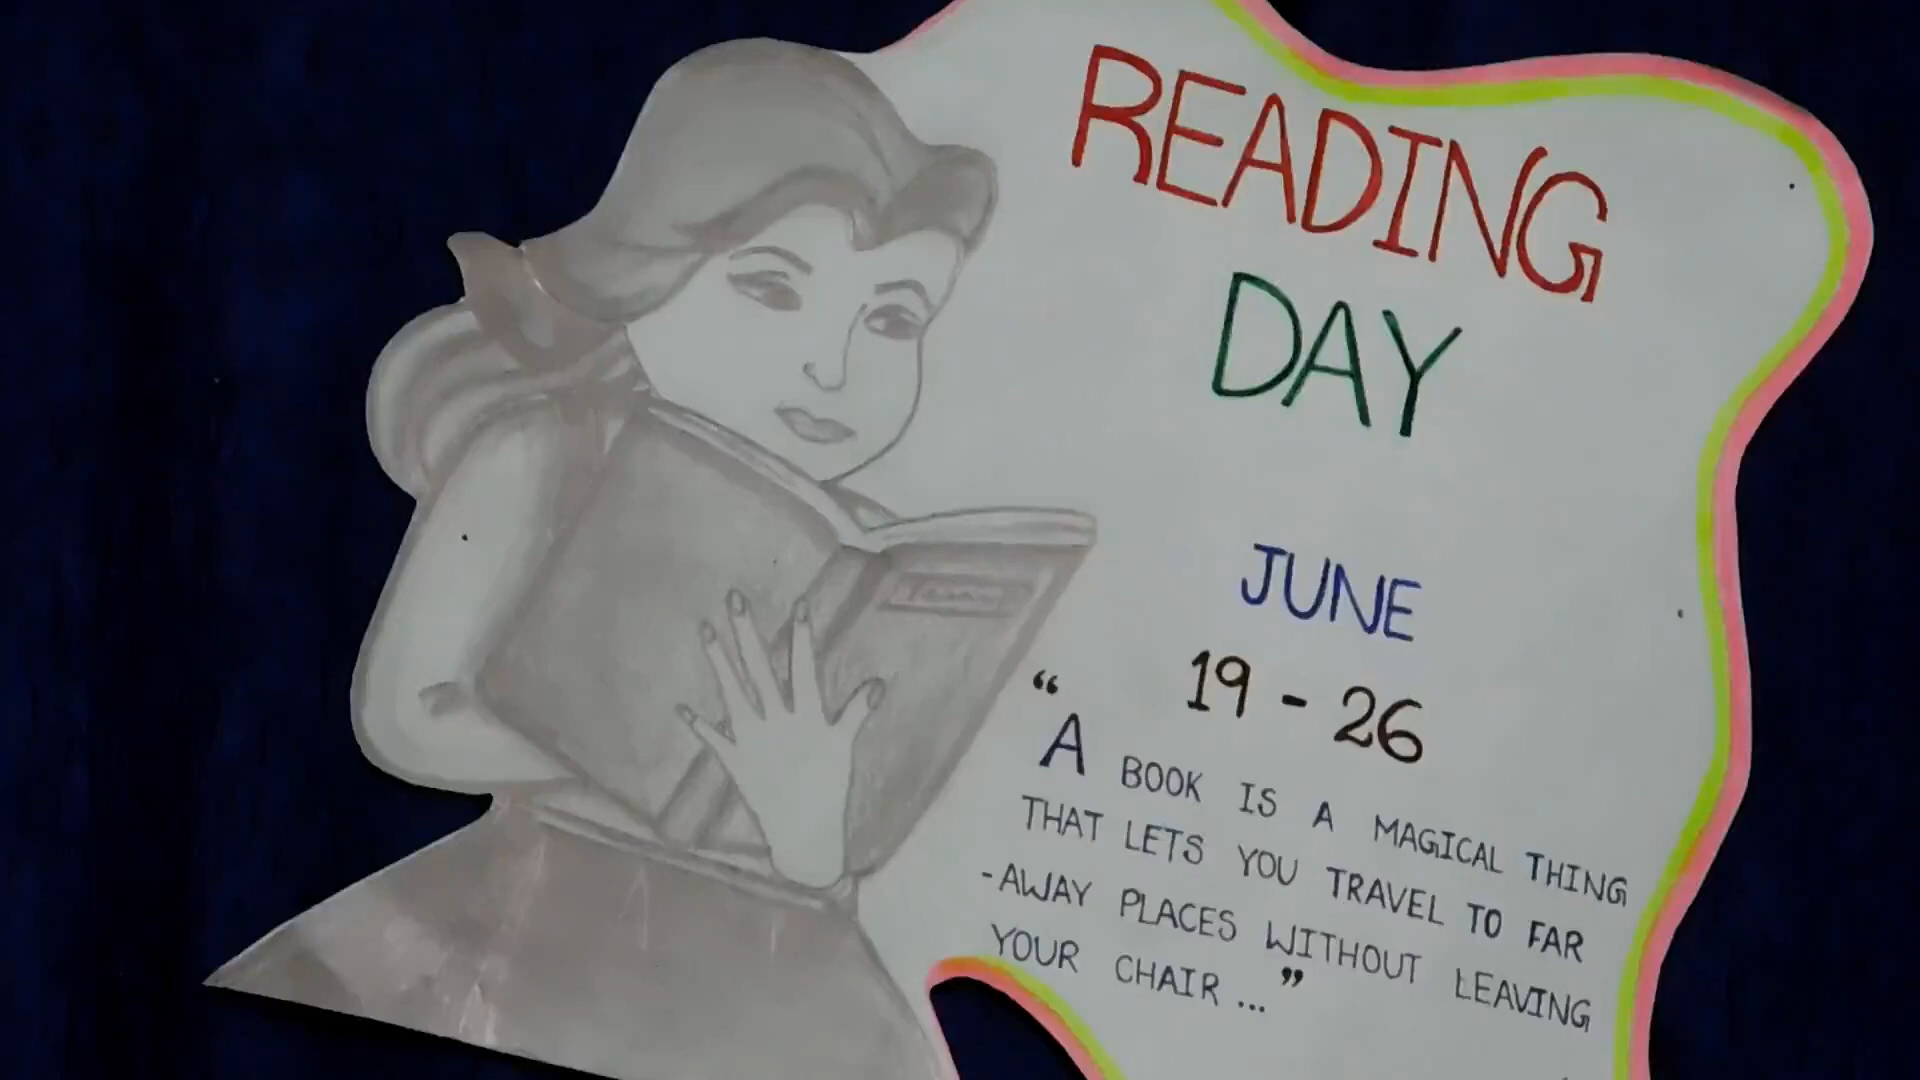 READING
DAY
JUNE
19 - 26
“
A BOOK IS A MAGICAL THING
THAT LETS YOU TRAVEL TO FAR
-AWAY PLACES WITHOUT LEAVING
YOUR CHAIR ... ”